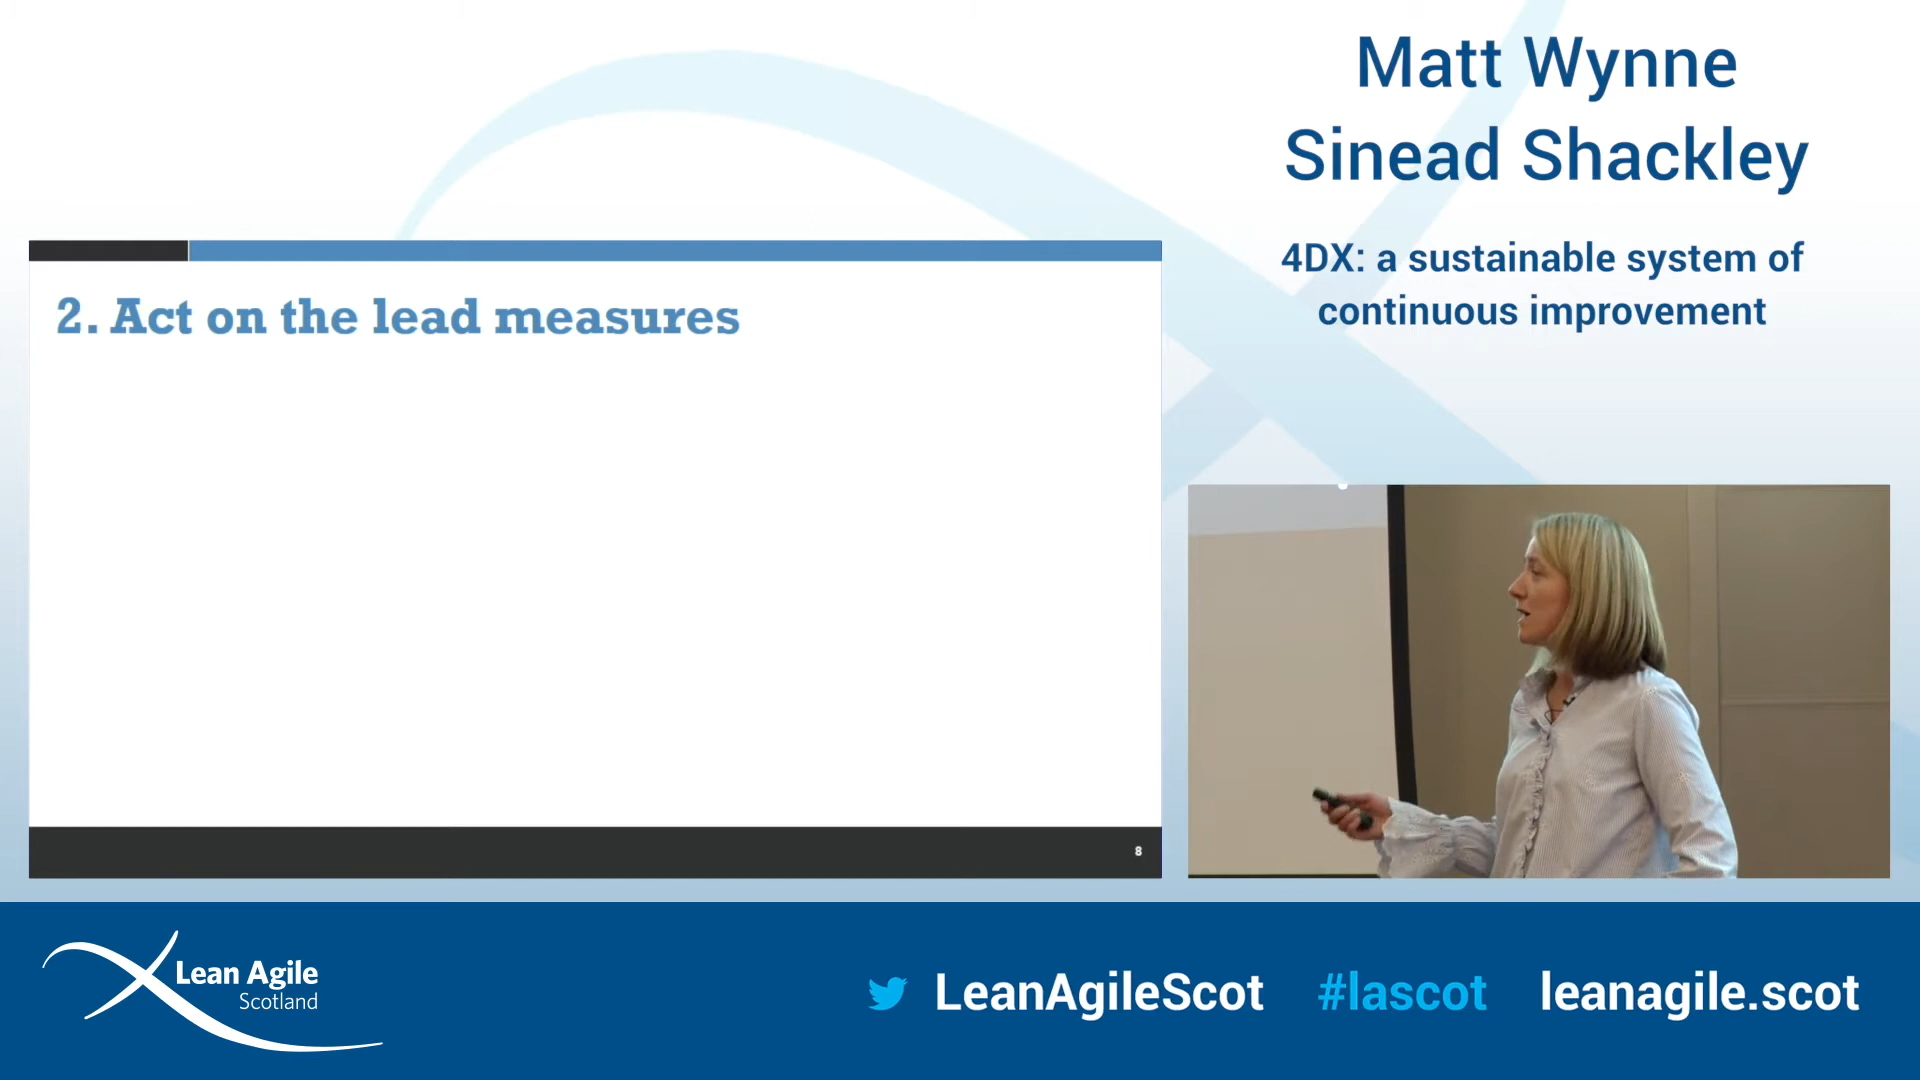 Matt Wynne
Sinead Shackley
4DX: a sustainable system of
continuous improvement
2. Act on the lead measures
8
Lean Agile
Scotland
LeanAgileScot #lascot leanagile.scot